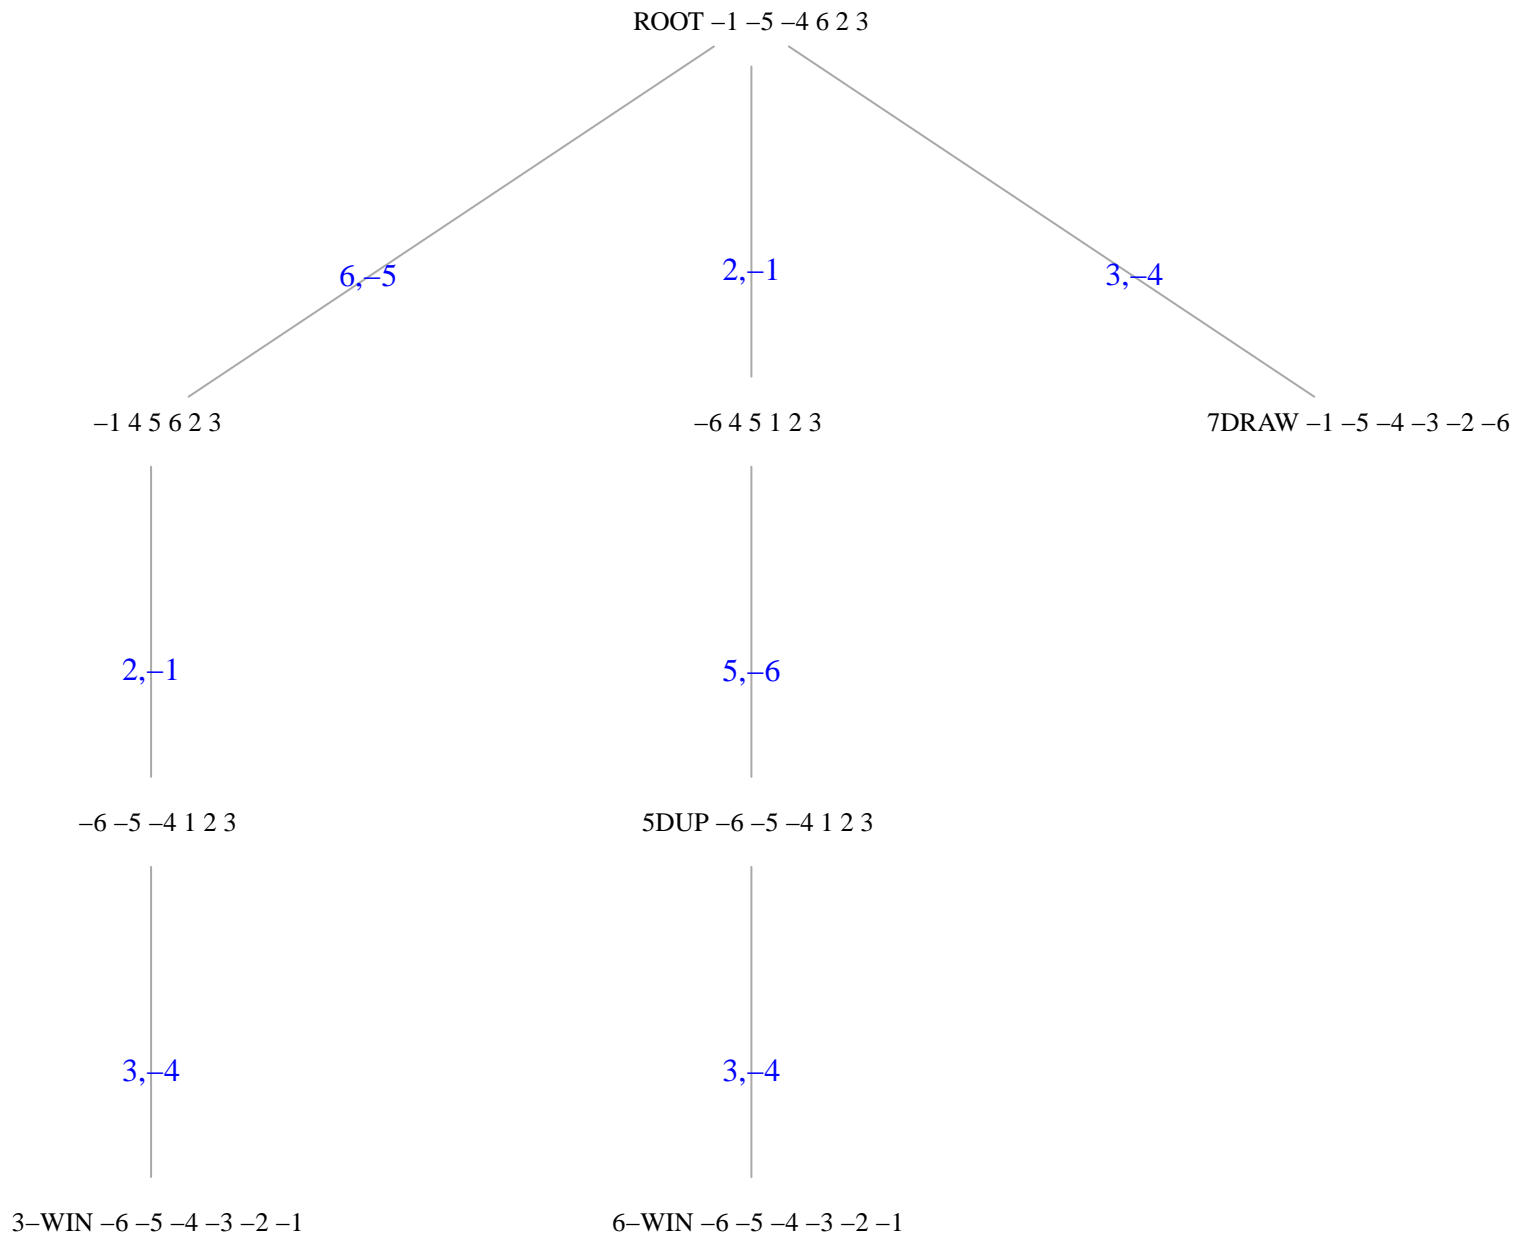 ROOT –1 –5 –4 6 2 3
6,–5
2,–1
3,–4
–1 4 5 6 2 3
–6 4 5 1 2 3
7DRAW –1 –5 –4 –3 –2 –6
2,–1
5,–6
–6 –5 –4 1 2 3
5DUP –6 –5 –4 1 2 3
3,–4
3,–4
3–WIN –6 –5 –4 –3 –2 –1
6–WIN –6 –5 –4 –3 –2 –1